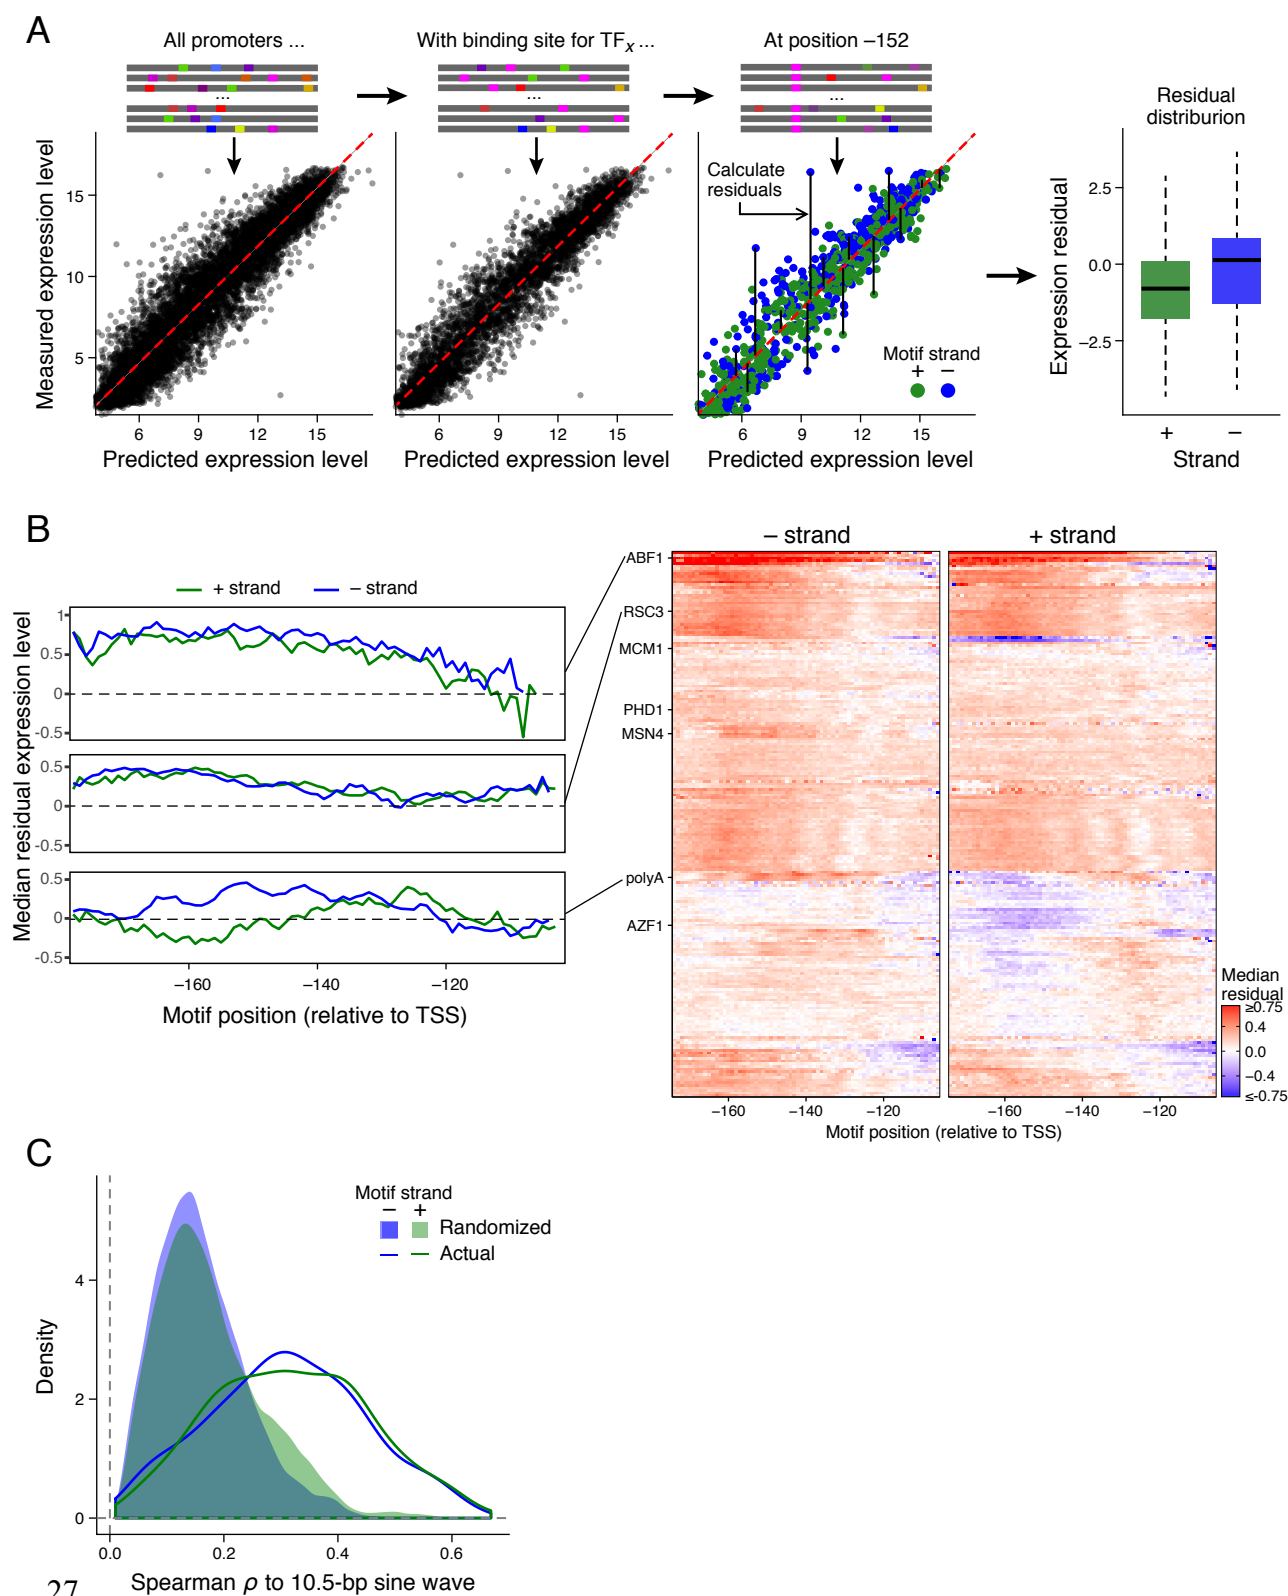 A
All promoters ...
With binding site for TFx ...
At position –152
...
...
...
Residual
distriburion
Calculate
residuals
Measured expression level
15
10
5
6 9 12 15
Predicted expression level
6 9 12 15
Predicted expression level
Motif strand
+ –
6 9 12 15
Predicted expression level
Expression residual
2.5
0.0
−2.5
+ –
Strand
B
+ strand – strand
Median residual expression level
1
0.5
0
-0.5
0.5
0
-0.5
0.5
0
-0.5
−160 −140 −120
Motif position (relative to TSS)
– strand + strand
ABF1
RSC3
MCM1
PHD1
MSN4
polyA
AZF1
−160 −140 −120 −160 −140 −120
Motif position (relative to TSS)
Median
residual
≥0.75
0.4
0.0
−0.4
≤-0.75
C
Motif strand
– +
Randomized
Actual
Density
4
2
0
0.0 0.2 0.4 0.6
Spearman ρ to 10.5-bp sine wave
27